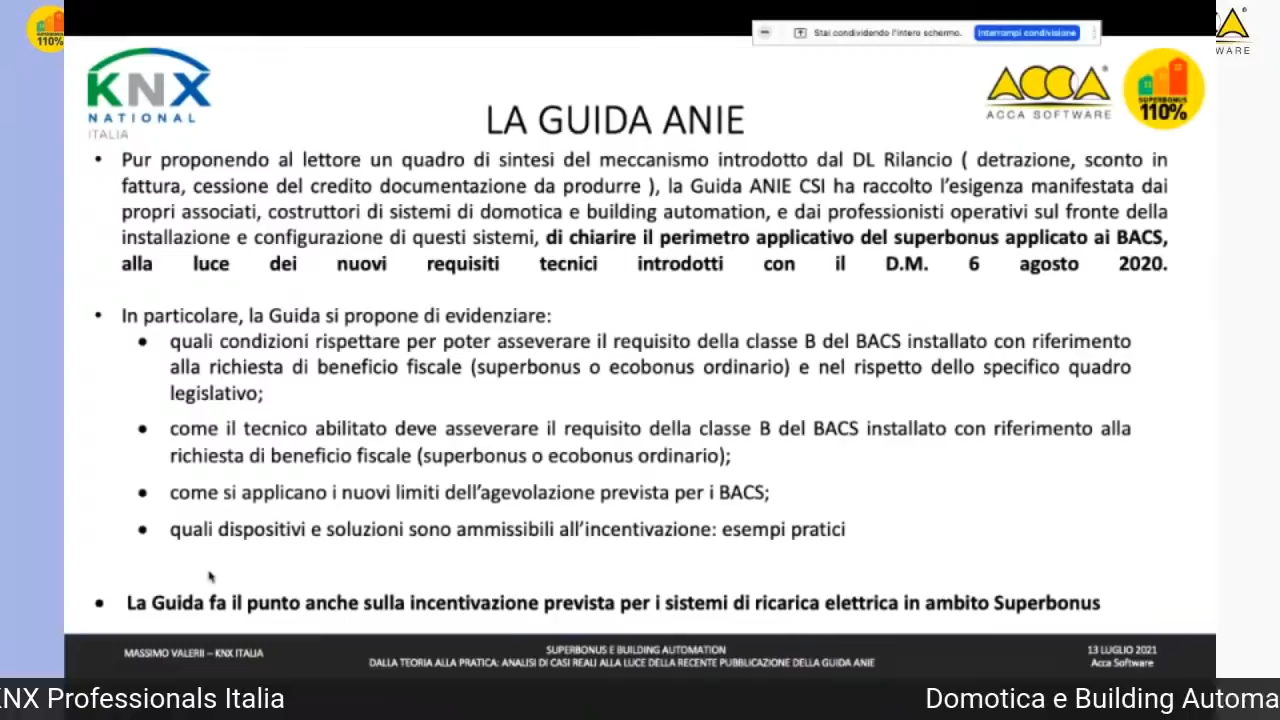 110%
Stai condividendo l'intero schermo.
Interrompi condivisione
KNX
NATIONAL
ITALIA
LA GUIDA ANIE
ACCA
ACCA SOFTWARE
SUPERBONUS
110%
WARE
• Pur proponendo al lettore un quadro di sintesi del meccanismo introdotto dal DL Rilancio ( detrazione, sconto in
fattura, cessione del credito documentazione da produrre ), la Guida ANIE CSI ha raccolto l'esigenza manifestata dai
propri associati, costruttori di sistemi di domotica e building automation, e dai professionisti operativi sul fronte della
installazione e configurazione di questi sistemi, di chiarire il perimetro applicativo del superbonus applicato ai BACS,
alla luce dei nuovi requisiti tecnici introdotti con il D.M. 6 agosto 2020.
• In particolare, la Guida si propone di evidenziare:
• quali condizioni rispettare per poter asseverare il requisito della classe B del BACS installato con riferimento
alla richiesta di beneficio fiscale (superbonus o ecobonus ordinario) e nel rispetto dello specifico quadro
legislativo;
• come il tecnico abilitato deve asseverare il requisito della classe B del BACS installato con riferimento alla
richiesta di beneficio fiscale (superbonus o ecobonus ordinario);
• come si applicano i nuovi limiti dell'agevolazione prevista per i BACS;
• quali dispositivi e soluzioni sono ammissibili all'incentivazione: esempi pratici
• La Guida fa il punto anche sulla incentivazione prevista per i sistemi di ricarica elettrica in ambito Superbonus
MASSIMO VALERII – KNX ITALIA
SUPERBONUS E BUILDING AUTOMATION
DALLA TEORIA ALLA PRATICA: ANALISI DI CASI REALI ALLA LUCE DELLA RECENTE PUBBLICAZIONE DELLA GUIDA ANIE
13 LUGLIO 2021
Acca Software
KNX Professionals Italia
Domotica e Building Automa